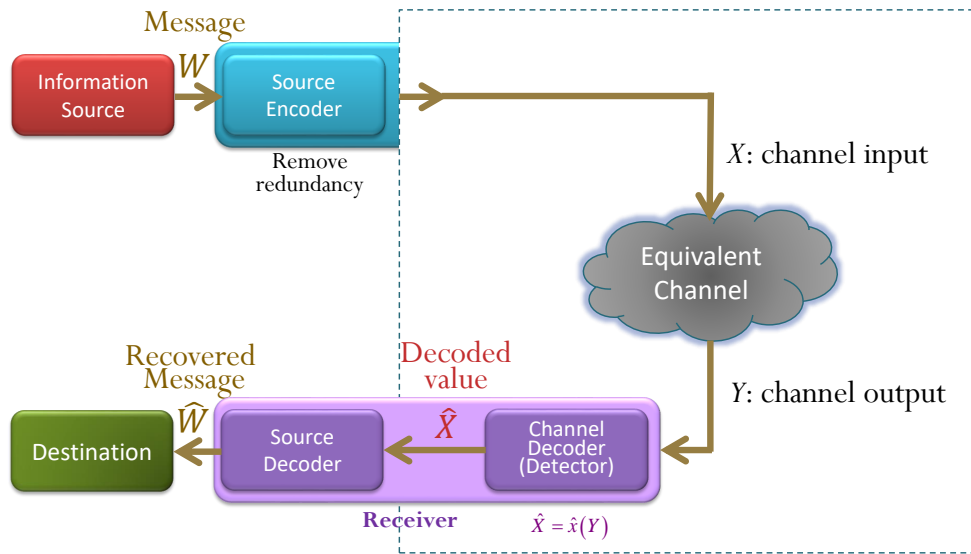 Message
W
Information
Source
Source
Encoder
Remove
redundancy
X: channel input
Equivalent
Channel
Y: channel output
Recovered
Message
Ŵ
Decoded
value
X̂
Destination
Source
Decoder
Channel
Decoder
(Detector)
Receiver
X̂ = x̂(Y)